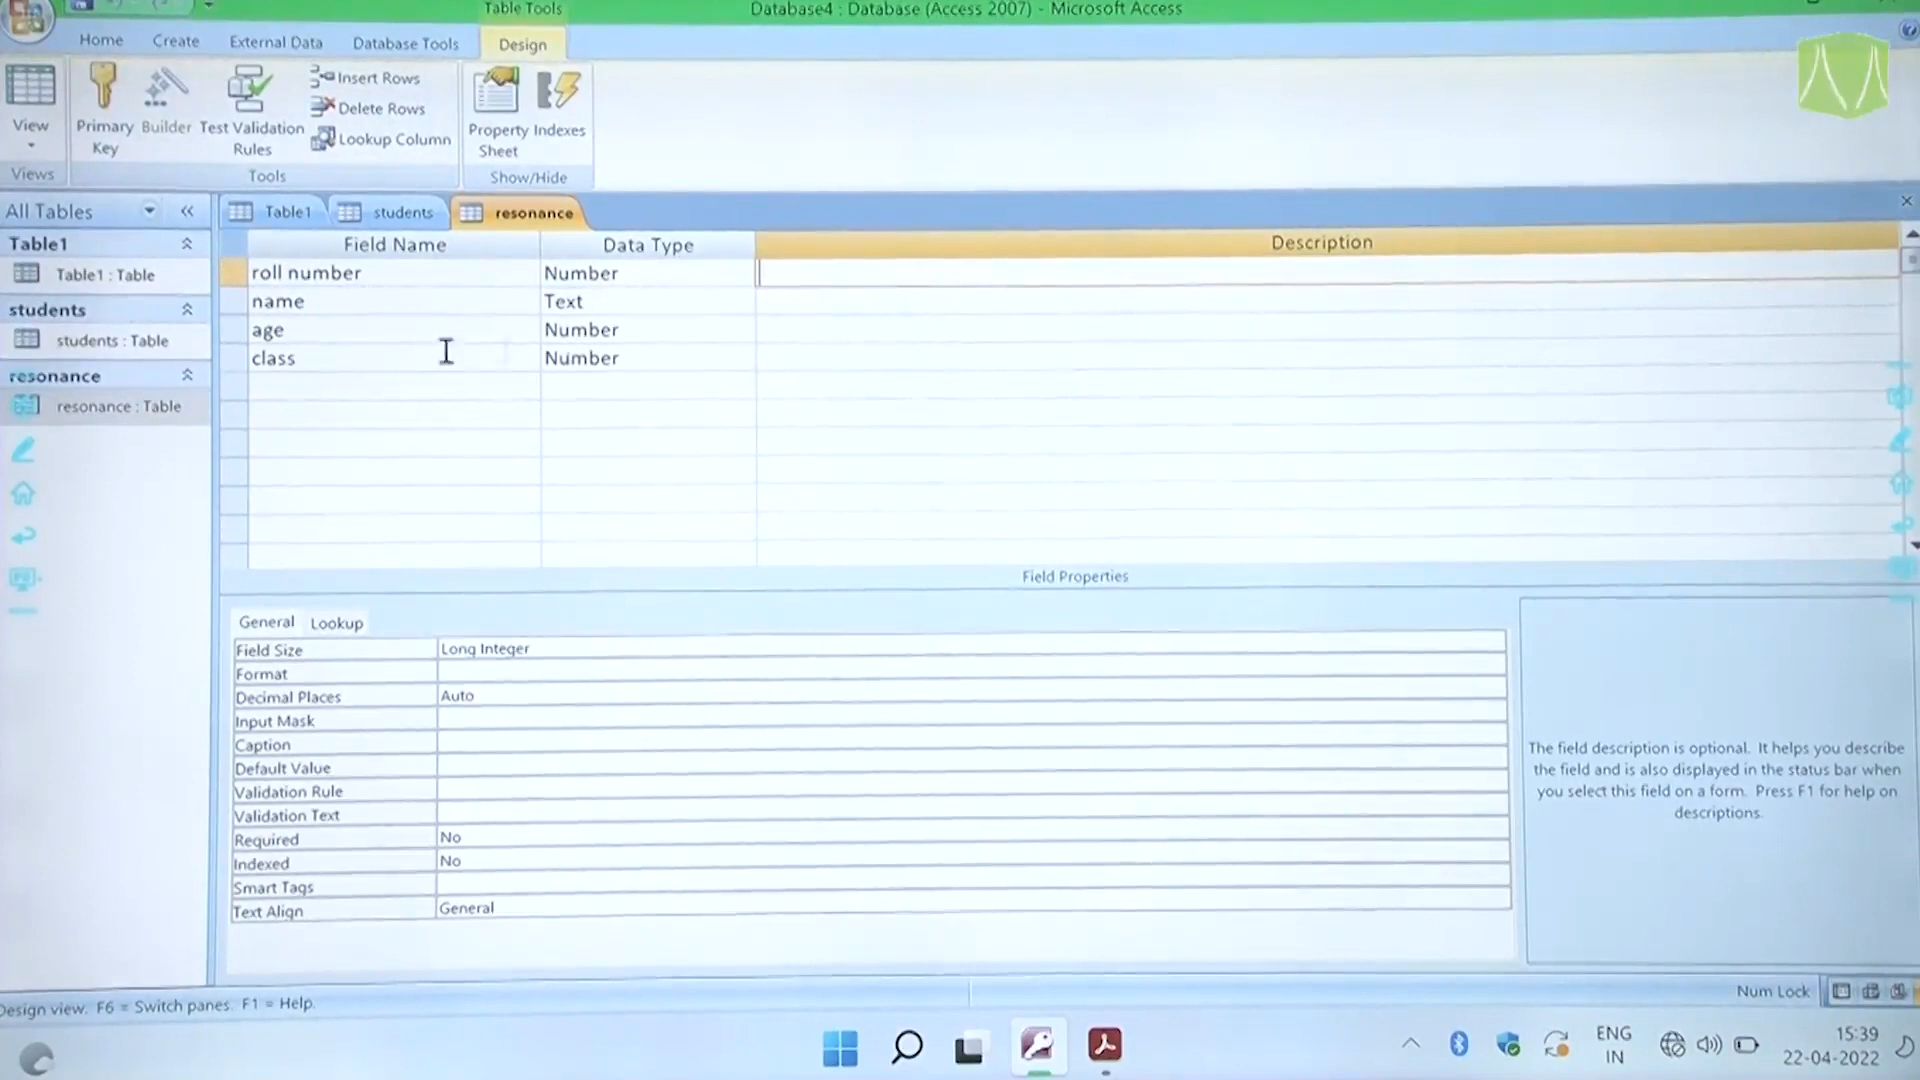 Table Tools
Database4 : Database (Access 2007) - Microsoft Access
Home
Create
External Data
Database Tools
Design
View
Primary Key
Builder
Test Validation Rules
Insert Rows
Delete Rows
Lookup Column
Property Sheet
Indexes
Views
Tools
Show/Hide
All Tables
Table1
students
resonance
Table1
Table1 : Table
students
students : Table
resonance
resonance : Table
Field Name
Data Type
Description
roll number
Number
name
Text
age
Number
class
Number
Field Properties
General
Lookup
Field Size
Long Integer
Format
Decimal Places
Auto
Input Mask
Caption
Default Value
Validation Rule
Validation Text
Required
No
Indexed
No
Smart Tags
Text Align
General
The field description is optional. It helps you describe
the field and is also displayed in the status bar when
you select this field on a form. Press F1 for help on
descriptions.
Design view. F6 = Switch panes. F1 = Help.
Num Lock
ENG
IN
15:39
22-04-2022